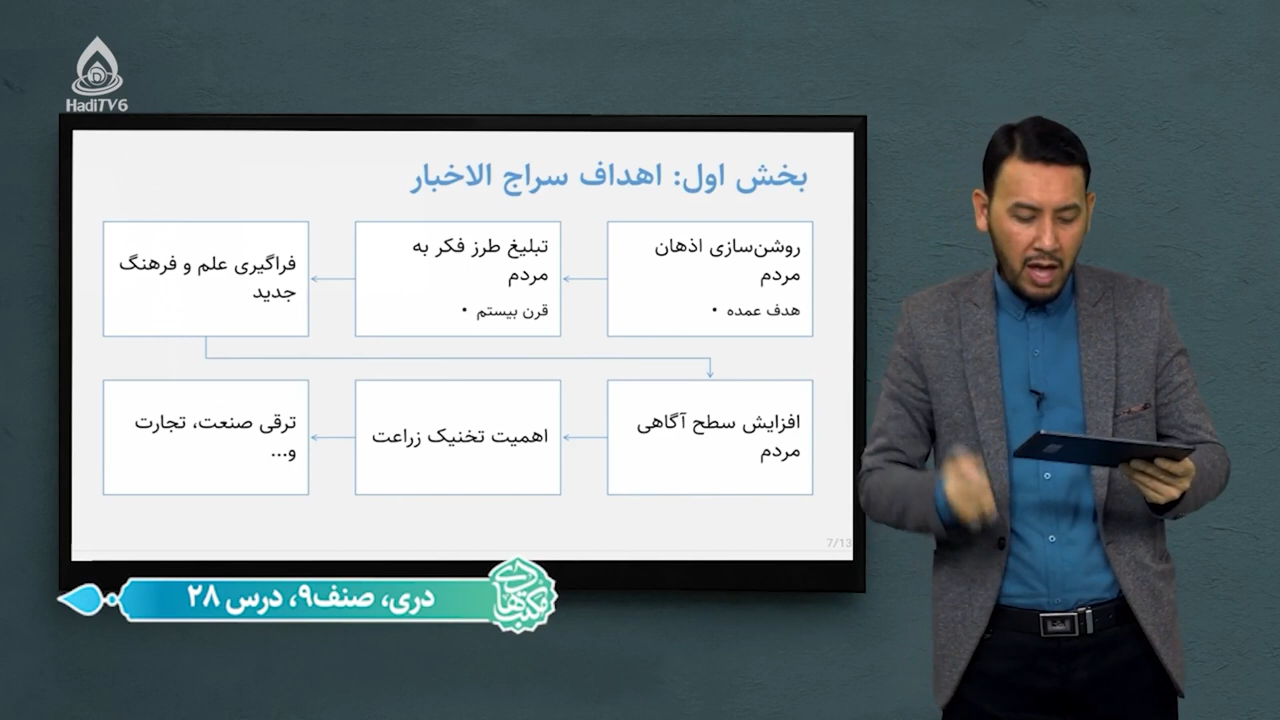 HadiTV6
بخش اول: اهداف سراج الاخبار
روشن‌سازی اذهان
مردم
• هدف عمده
تبلیغ طرز فکر به
مردم
• قرن بیستم
فراگیری علم و فرهنگ
جدید
افزایش سطح آگاهی
مردم
اهمیت تخنیک زراعت
ترقی صنعت، تجارت
و...
7/13
دری، صنف۹، درس ۲۸